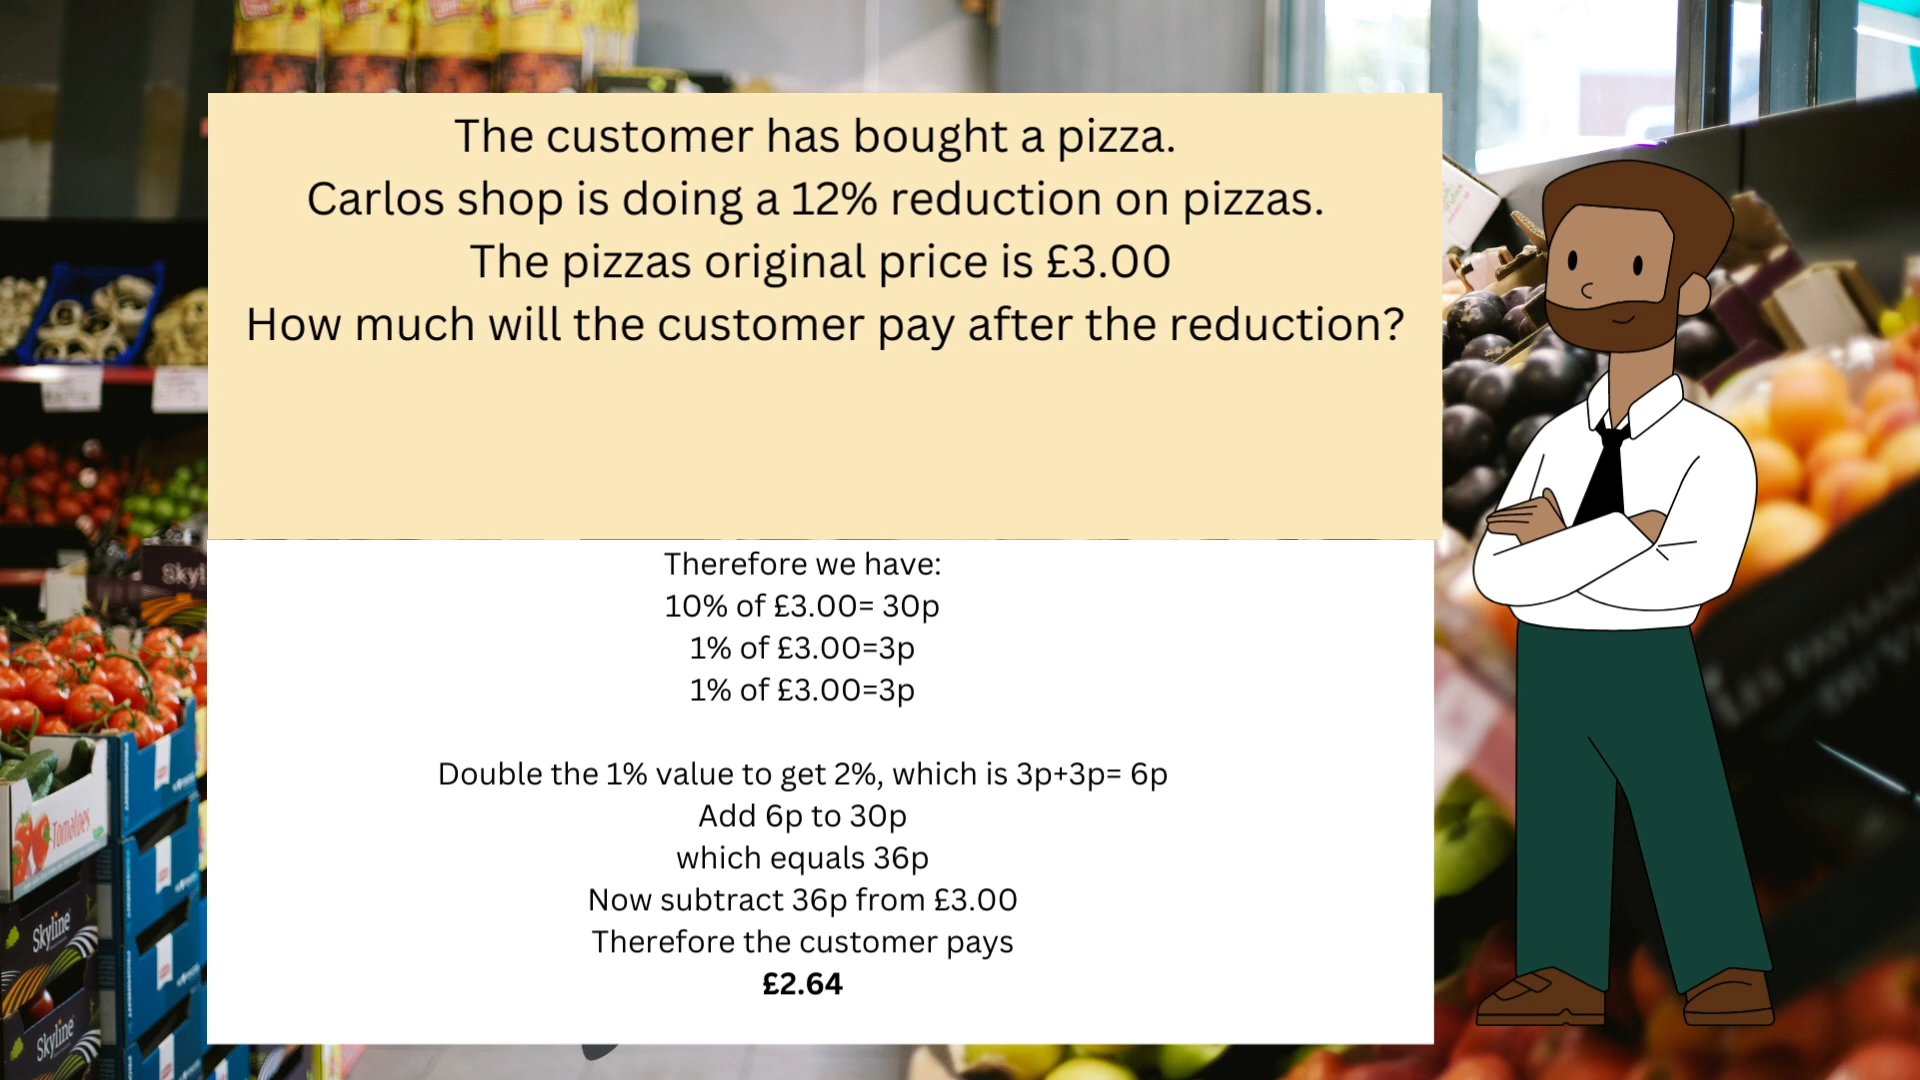 The customer has bought a pizza.
Carlos shop is doing a 12% reduction on pizzas.
The pizzas original price is £3.00
How much will the customer pay after the reduction?
Therefore we have:
10% of £3.00= 30p
1% of £3.00=3p
1% of £3.00=3p
Double the 1% value to get 2%, which is 3p+3p= 6p
Add 6p to 30p
which equals 36p
Now subtract 36p from £3.00
Therefore the customer pays
£2.64
Skyl
Tomatoes
Skyline
Skyline